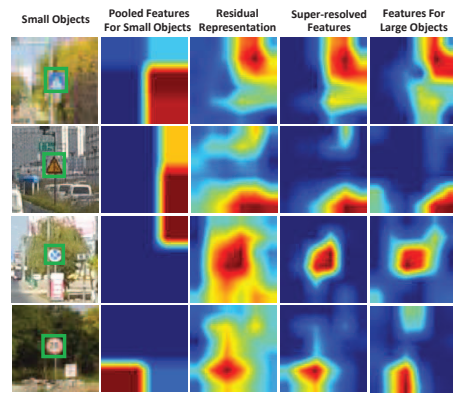 Small Objects
Pooled Features
For Small Objects
Residual
Representation
Super-resolved
Features
Features For
Large Objects